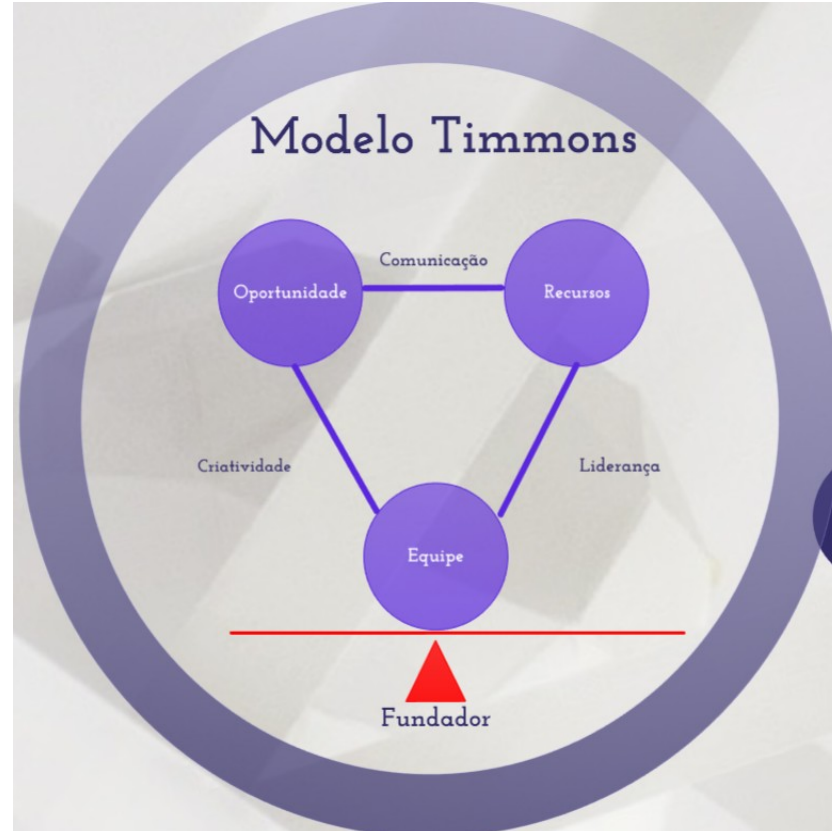 Modelo Timmons
Comunicação
Oportunidade
Recursos
Criatividade
Liderança
Equipe
Fundador